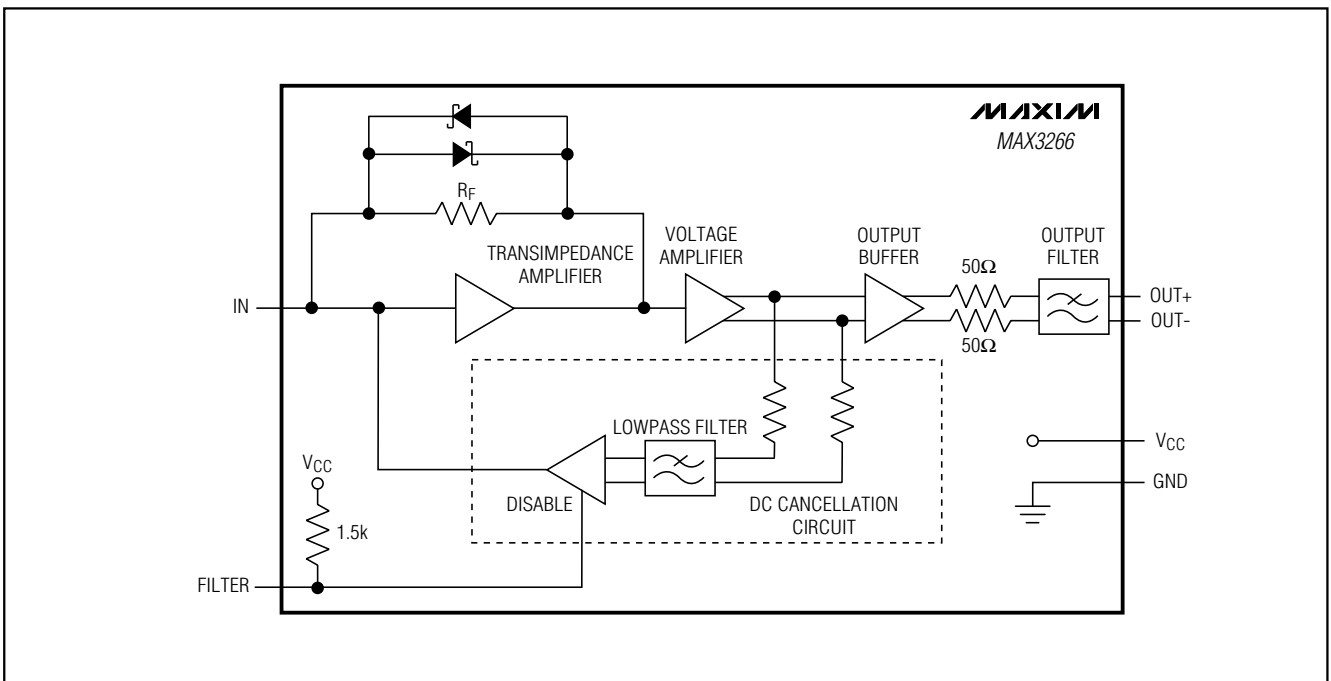 MAXIM
MAX3266
RF
VOLTAGE
AMPLIFIER
OUTPUT
BUFFER
OUTPUT
FILTER
TRANSIMPEDANCE
AMPLIFIER
50Ω
IN
OUT+
OUT-
50Ω
LOWPASS FILTER
VCC
VCC
GND
DISABLE
DC CANCELLATION
CIRCUIT
1.5k
FILTER